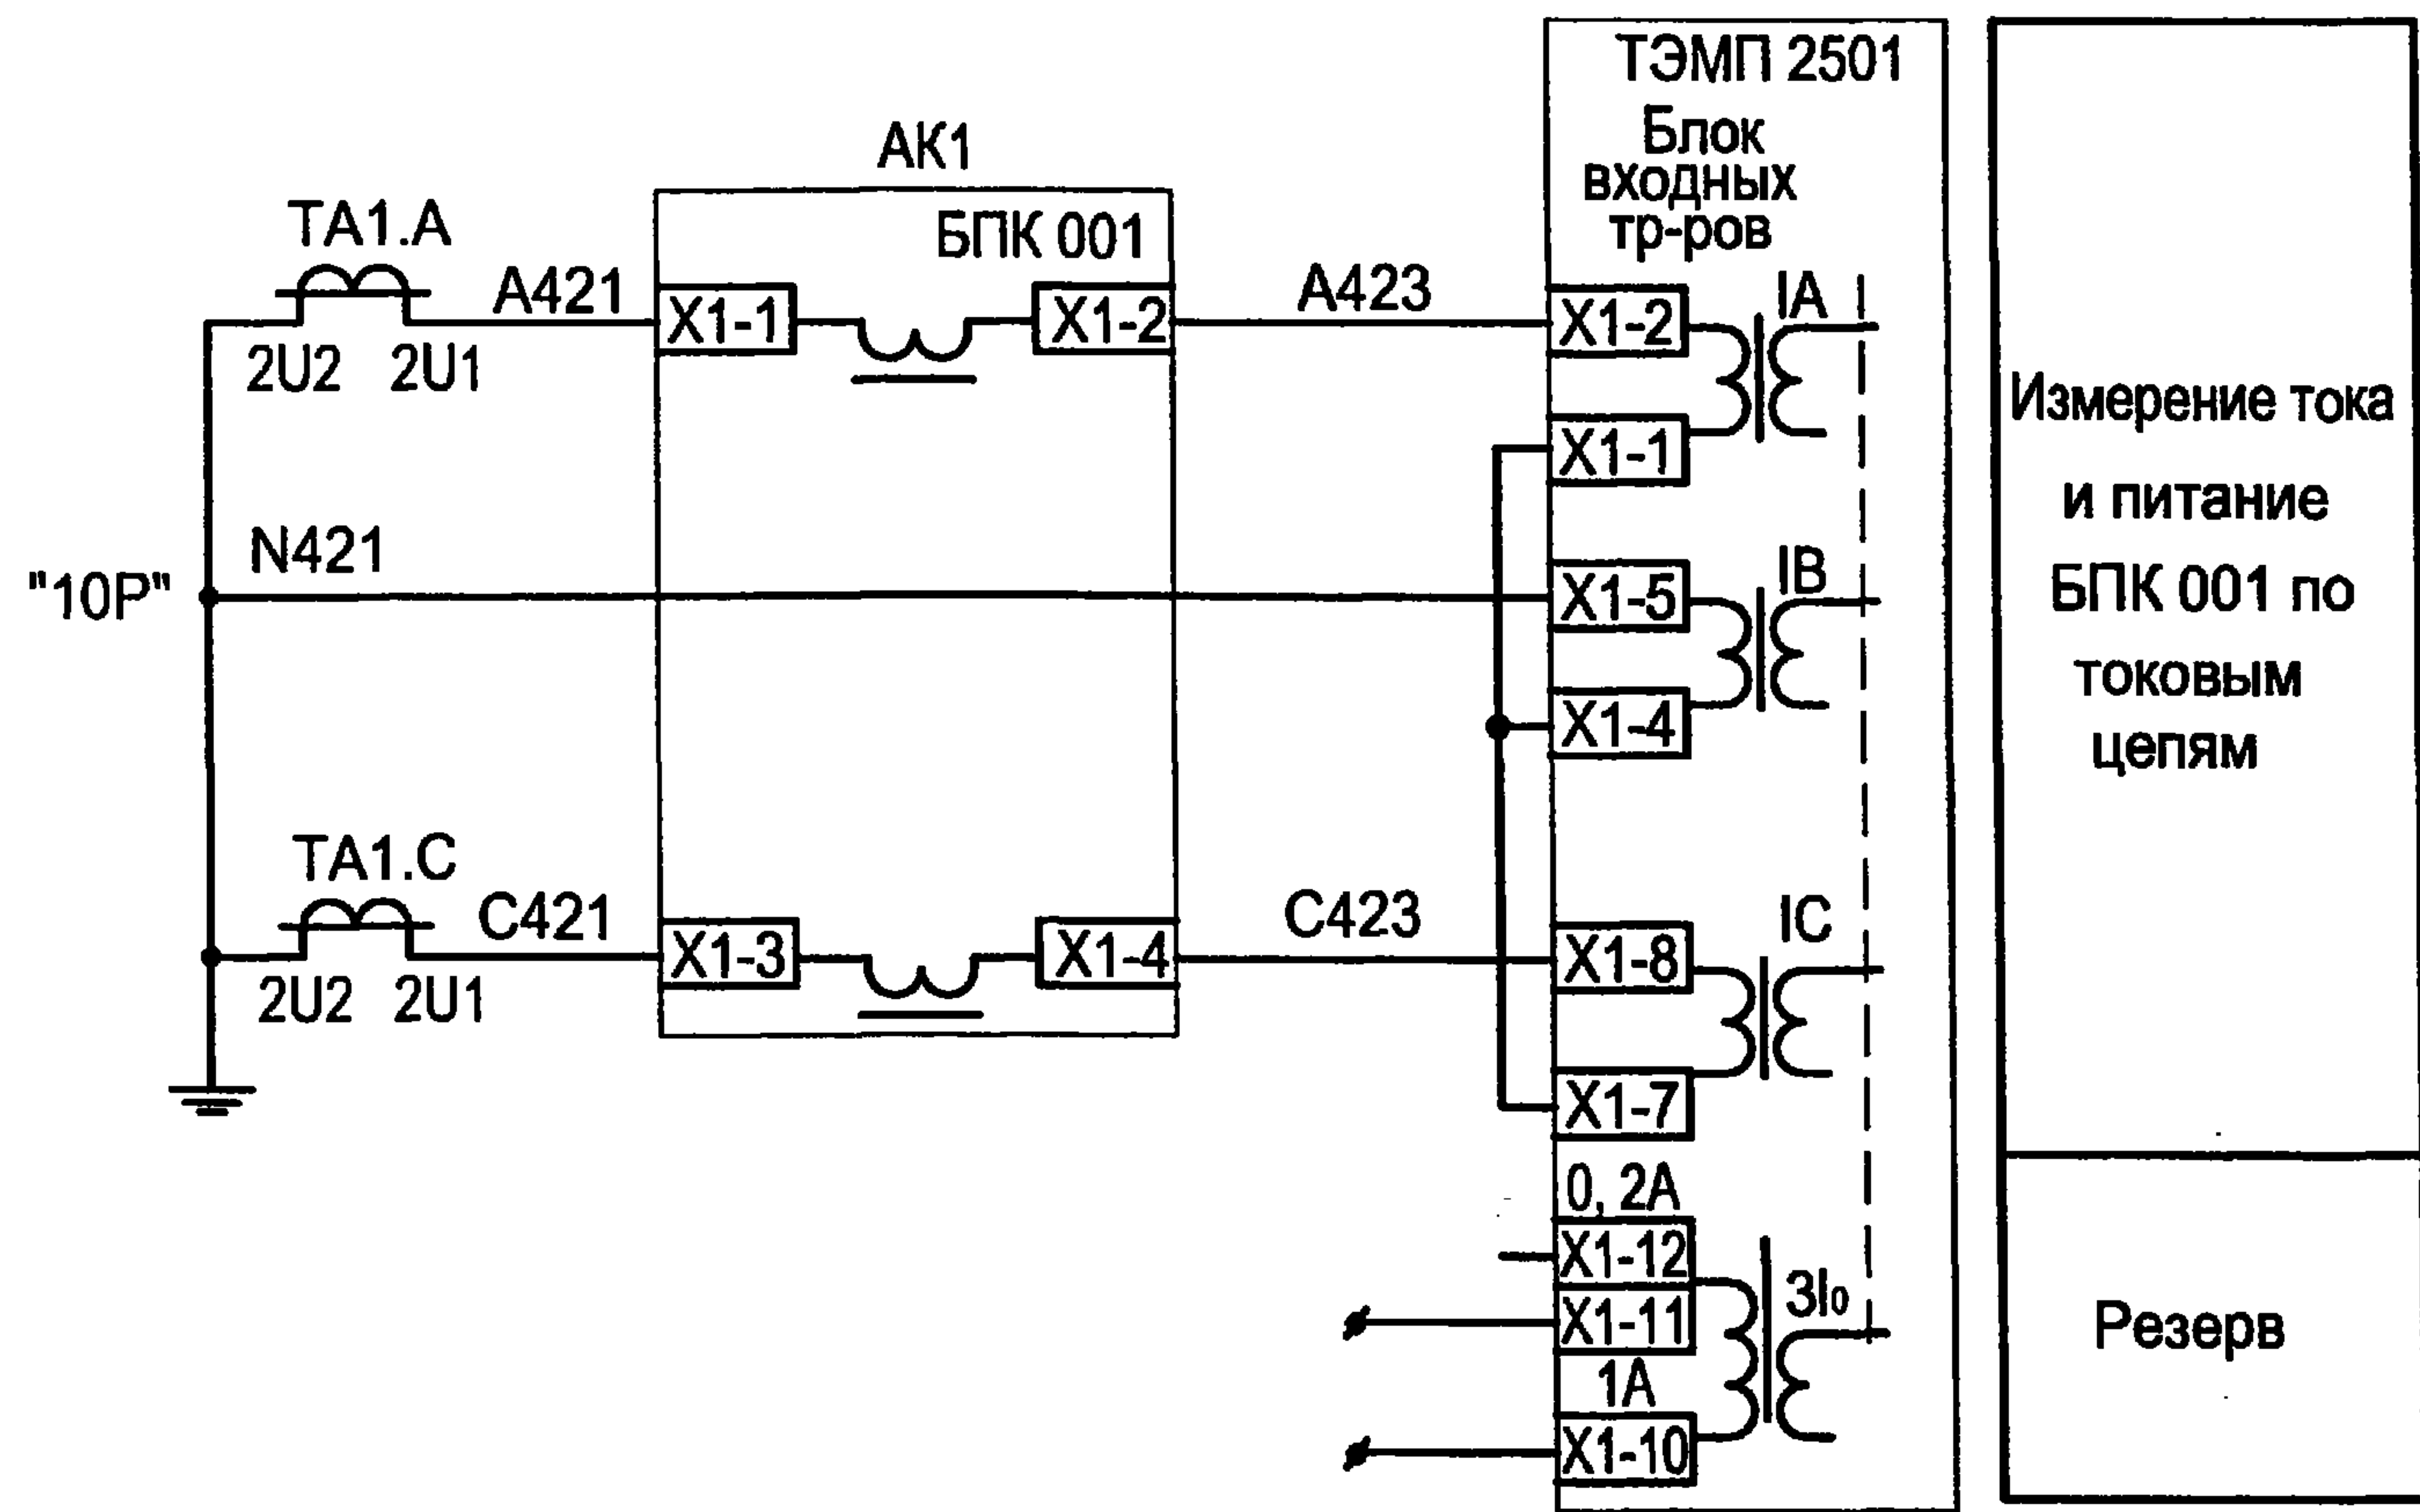 ТЭМП 2501
Блок
входных
тр-ров
АК1
БПК 001
ТА1.А
А421
2U2 2U1
Х1-1
Х1-2
А423
Х1-2
IA
Х1-1
N421
"10Р"
Х1-5
IB
Х1-4
ТА1.С
С421
2U2 2U1
Х1-3
Х1-4
С423
Х1-8
IC
Х1-7
0, 2А
Х1-12
Х1-11
3I₀
1А
Х1-10
Измерение тока
и питание
БПК 001 по
токовым
цепям
Резерв